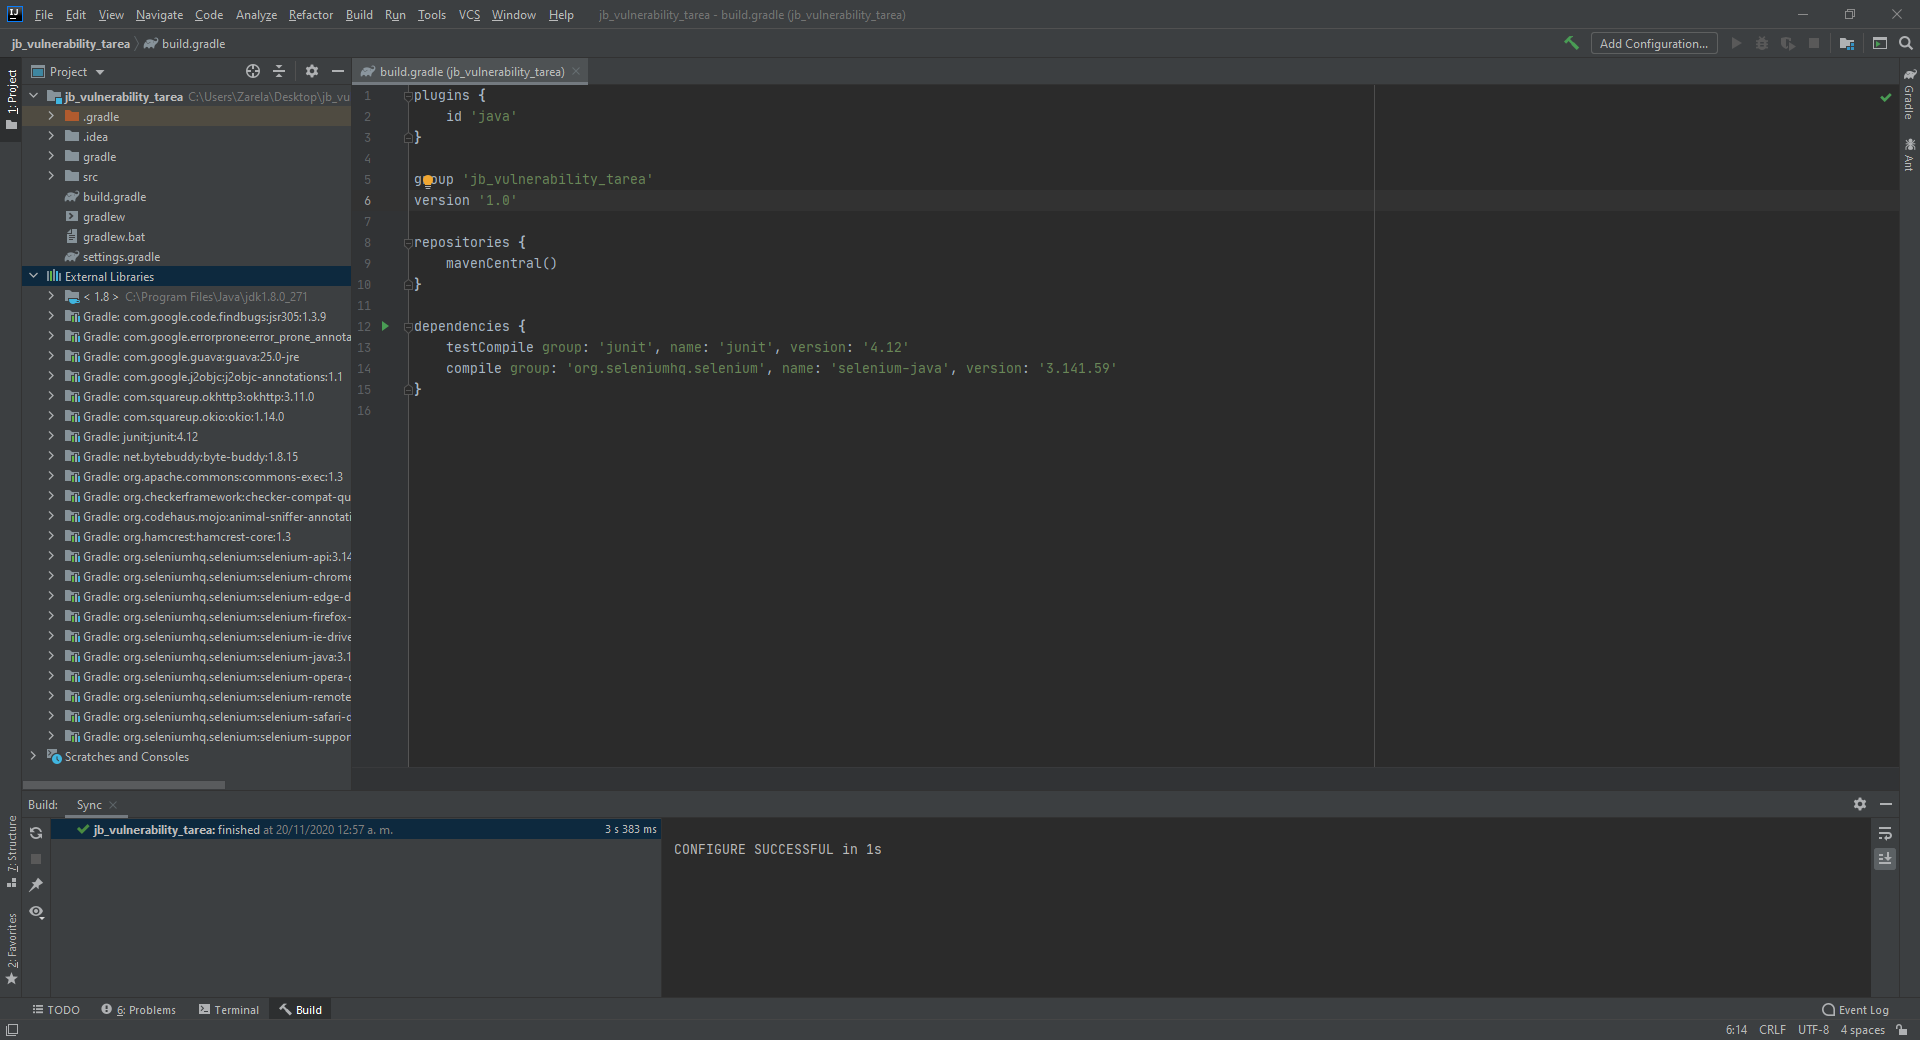 File Edit View Navigate Code Analyze Refactor Build Run Tools VCS Window Help jb_vulnerability_tarea - build.gradle (jb_vulnerability_tarea)
jb_vulnerability_tarea build.gradle Add Configuration...
1: Project
Project
jb_vulnerability_tarea C:\Users\Zarela\Desktop\jb_vu
.gradle
.idea
gradle
src
build.gradle
gradlew
gradlew.bat
settings.gradle
External Libraries
< 1.8 > C:\Program Files\Java\jdk1.8.0_271
Gradle: com.google.code.findbugs:jsr305:1.3.9
Gradle: com.google.errorprone:error_prone_annota
Gradle: com.google.guava:guava:25.0-jre
Gradle: com.google.j2objc:j2objc-annotations:1.1
Gradle: com.squareup.okhttp3:okhttp:3.11.0
Gradle: com.squareup.okio:okio:1.14.0
Gradle: junit:junit:4.12
Gradle: net.bytebuddy:byte-buddy:1.8.15
Gradle: org.apache.commons:commons-exec:1.3
Gradle: org.checkerframework:checker-compat-qu
Gradle: org.codehaus.mojo:animal-sniffer-annotati
Gradle: org.hamcrest:hamcrest-core:1.3
Gradle: org.seleniumhq.selenium:selenium-api:3.14
Gradle: org.seleniumhq.selenium:selenium-chrome
Gradle: org.seleniumhq.selenium:selenium-edge-d
Gradle: org.seleniumhq.selenium:selenium-firefox-
Gradle: org.seleniumhq.selenium:selenium-ie-drive
Gradle: org.seleniumhq.selenium:selenium-java:3.1
Gradle: org.seleniumhq.selenium:selenium-opera-d
Gradle: org.seleniumhq.selenium:selenium-remote
Gradle: org.seleniumhq.selenium:selenium-safari-d
Gradle: org.seleniumhq.selenium:selenium-suppor
Scratches and Consoles
build.gradle (jb_vulnerability_tarea)
1 plugins {
2 id 'java'
3 }
4
5 group 'jb_vulnerability_tarea'
6 version '1.0'
7
8 repositories {
9 mavenCentral()
10 }
11
12 dependencies {
13 testCompile group: 'junit', name: 'junit', version: '4.12'
14 compile group: 'org.seleniumhq.selenium', name: 'selenium-java', version: '3.141.59'
15 }
16
Gradle
Ant
Build: Sync
jb_vulnerability_tarea: finished at 20/11/2020 12:57 a. m. 3 s 383 ms
CONFIGURE SUCCESSFUL in 1s
7: Structure
2: Favorites
TODO 6: Problems Terminal Build Event Log
6:14 CRLF UTF-8 4 spaces